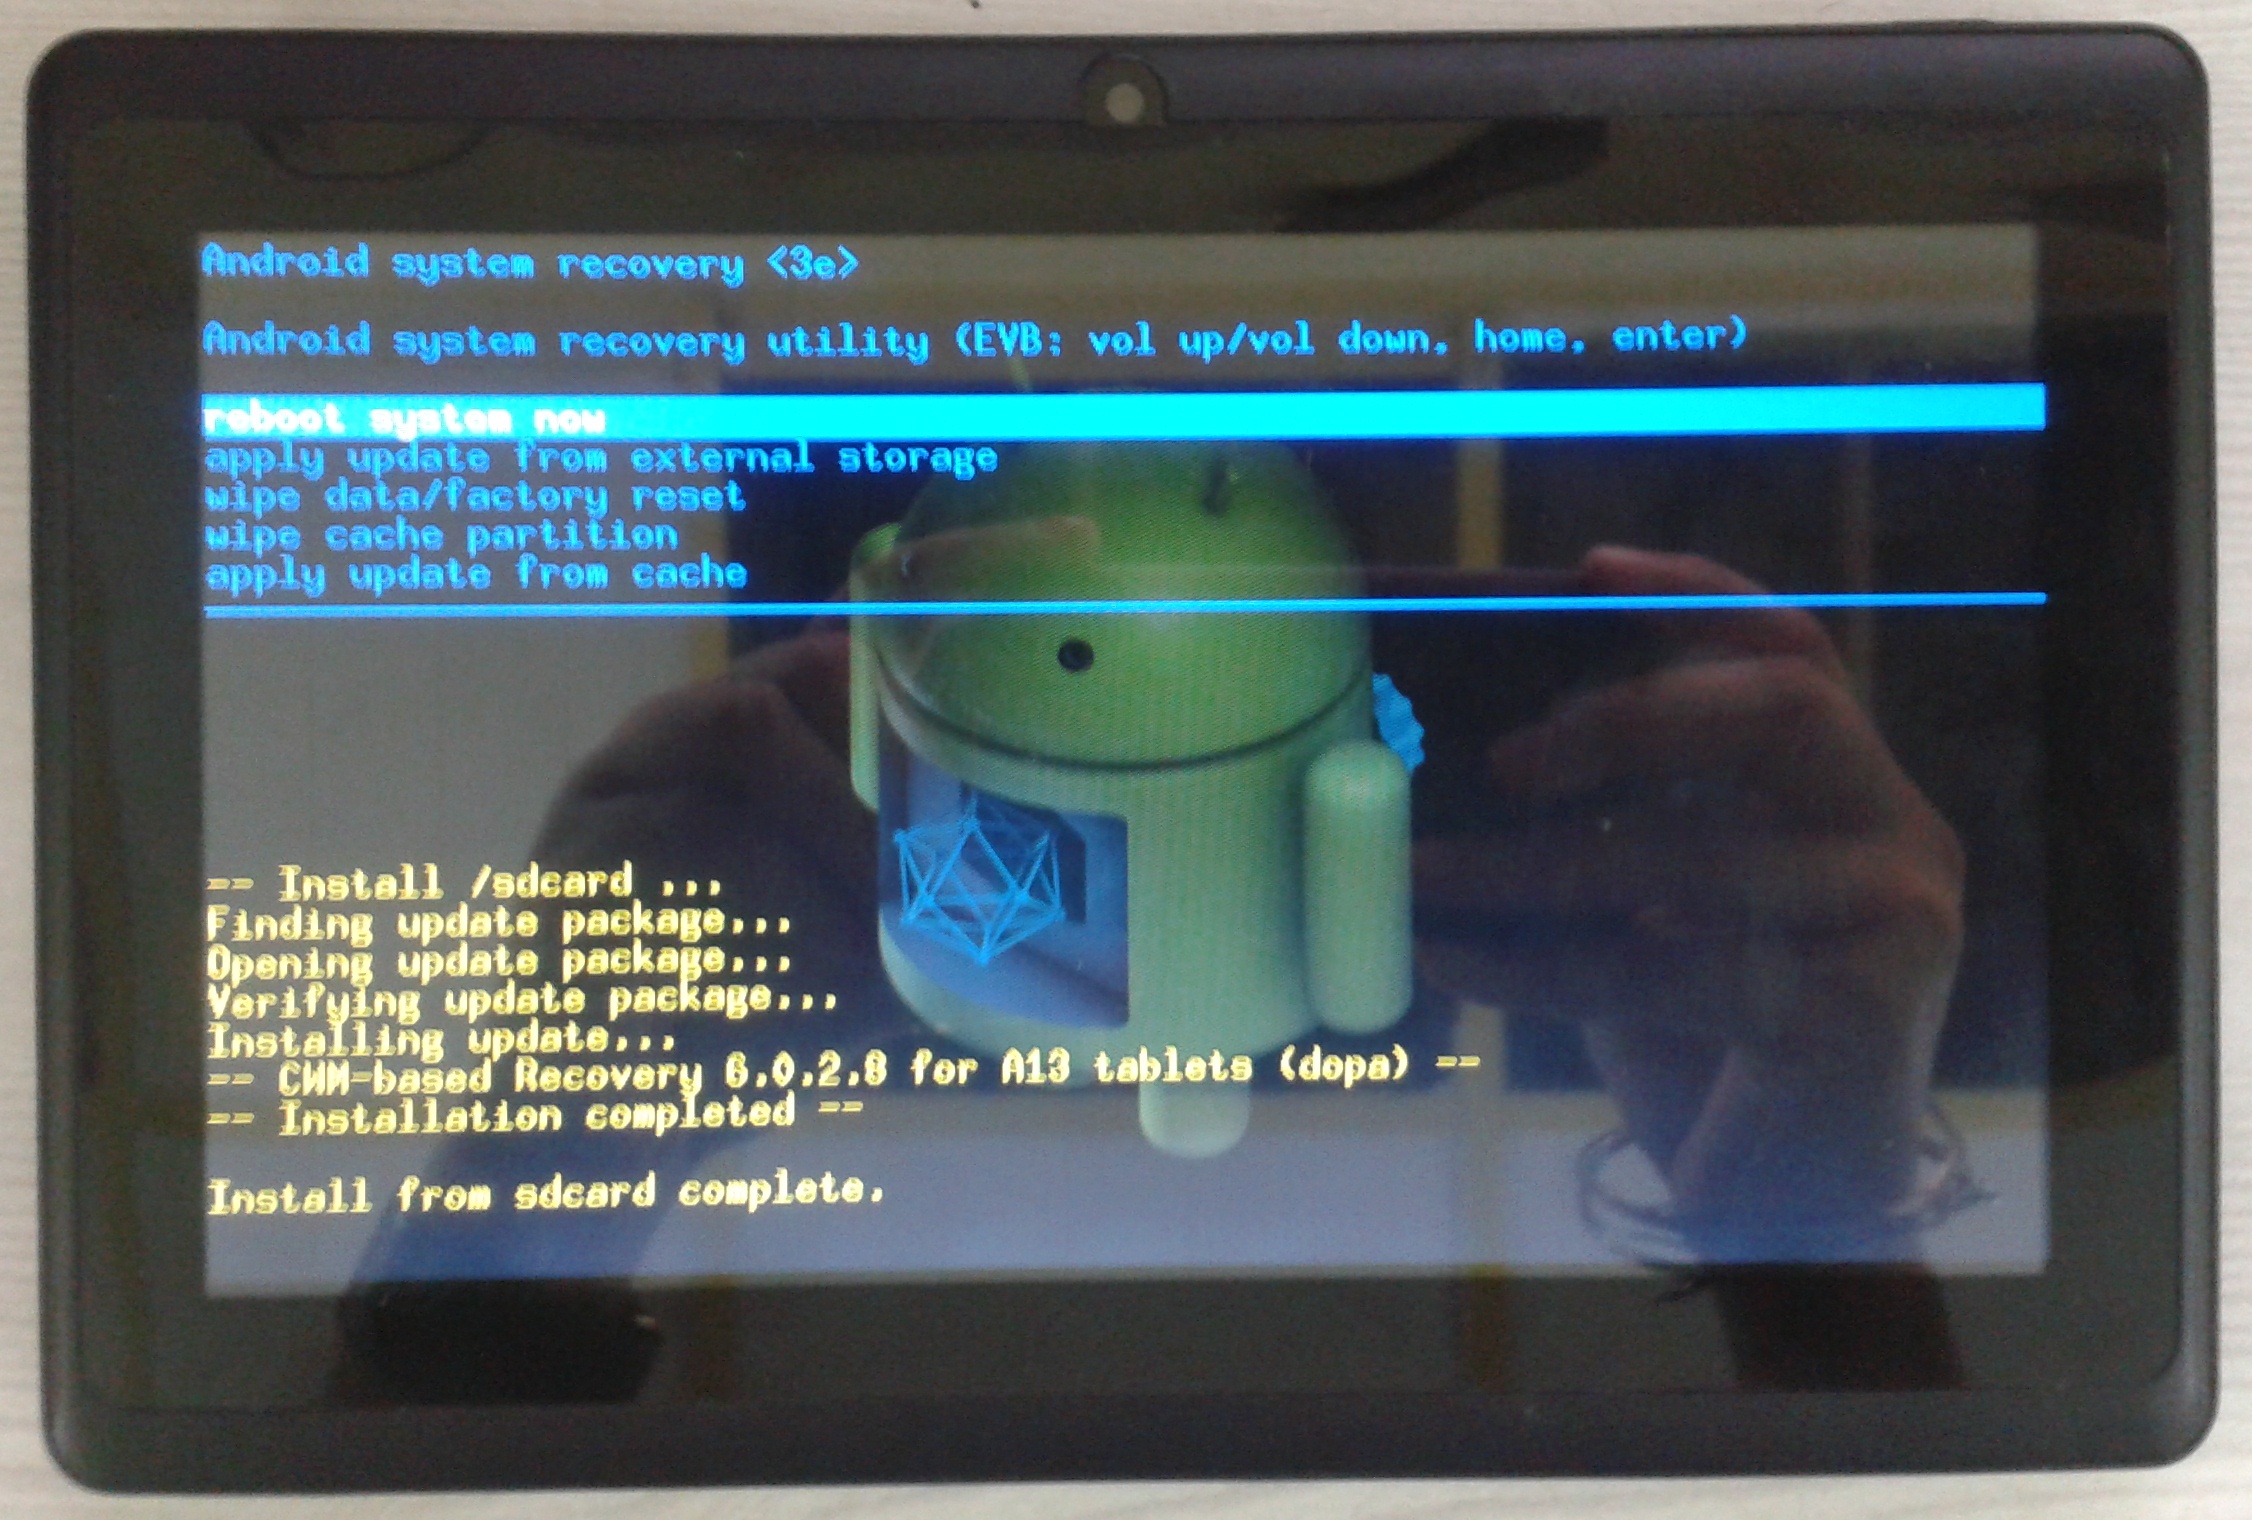 Android system recovery <3e>
Android system recovery utility (EVB: vol up/vol down, home, enter)
reboot system now
apply update from external storage
wipe data/factory reset
wipe cache partition
apply update from cache
-- Install /sdcard ...
Finding update package...
Opening update package...
Verifying update package...
Installing update...
-- CWM-based Recovery 6.0.2.8 for A13 tablets (dopa) --
-- Installation completed --
Install from sdcard complete.